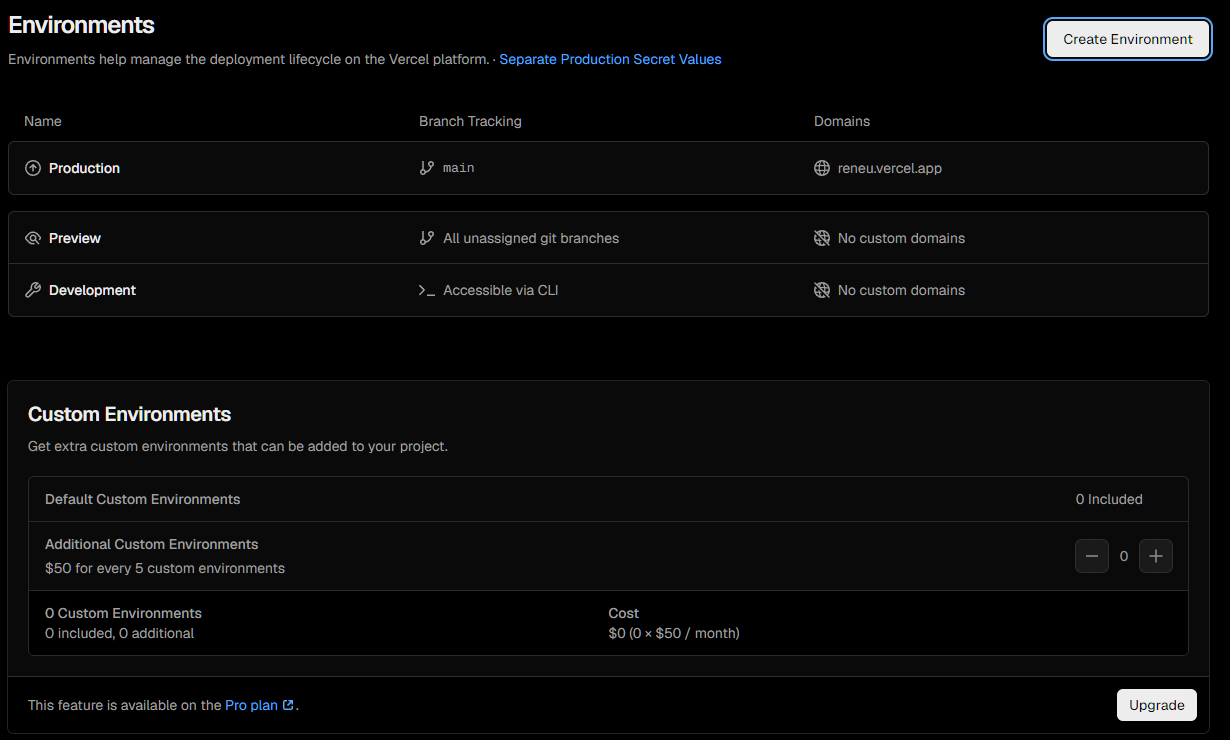 Environments
Create Environment
Environments help manage the deployment lifecycle on the Vercel platform. · Separate Production Secret Values
Name Branch Tracking Domains
Production main reneu.vercel.app
Preview All unassigned git branches No custom domains
Development Accessible via CLI No custom domains
Custom Environments
Get extra custom environments that can be added to your project.
Default Custom Environments 0 Included
Additional Custom Environments
$50 for every 5 custom environments
0
0 Custom Environments Cost
0 included, 0 additional $0 (0 × $50 / month)
This feature is available on the Pro plan.
Upgrade